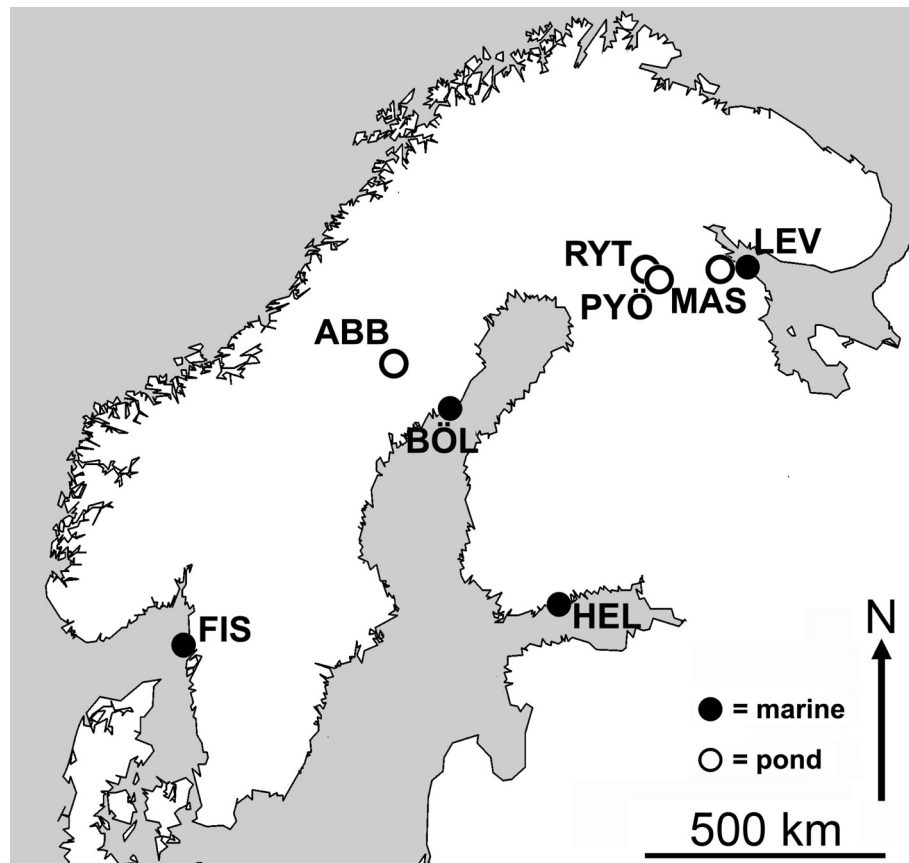 LEV
RYT
PYÖ
MAS
ABB
BÖL
HEL
FIS
N
= marine
= pond
500 km